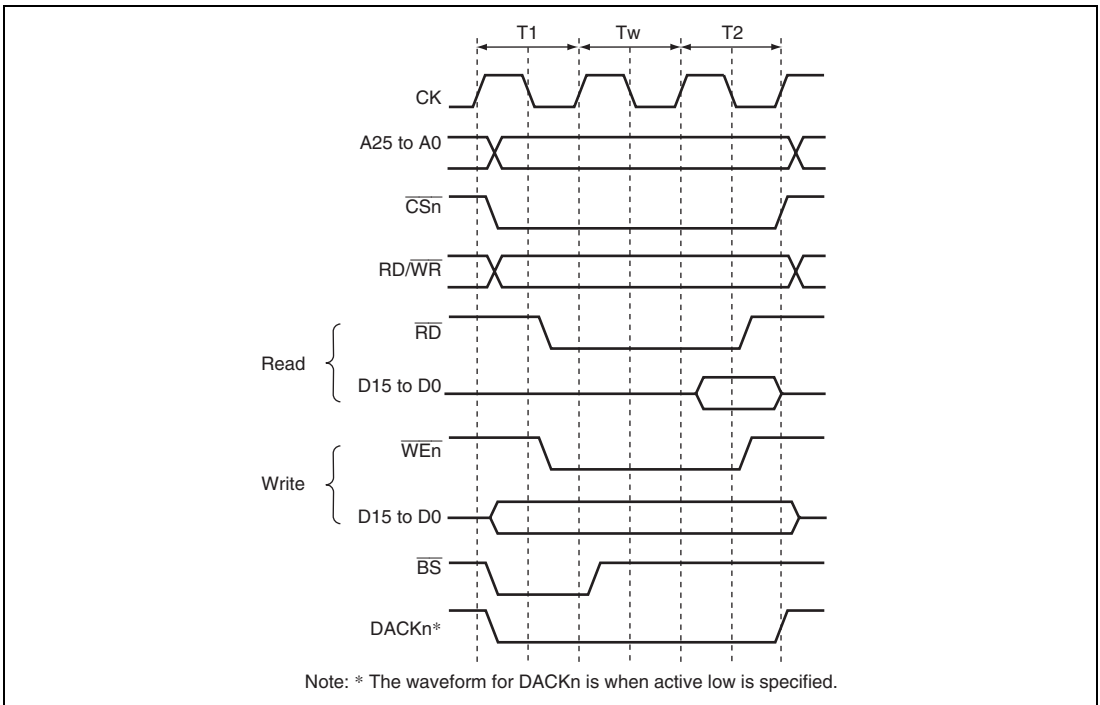 T1 Tw T2
CK
A25 to A0
CSn
RD/WR
RD
Read
D15 to D0
WEn
Write
D15 to D0
BS
DACKn*
Note: * The waveform for DACKn is when active low is specified.